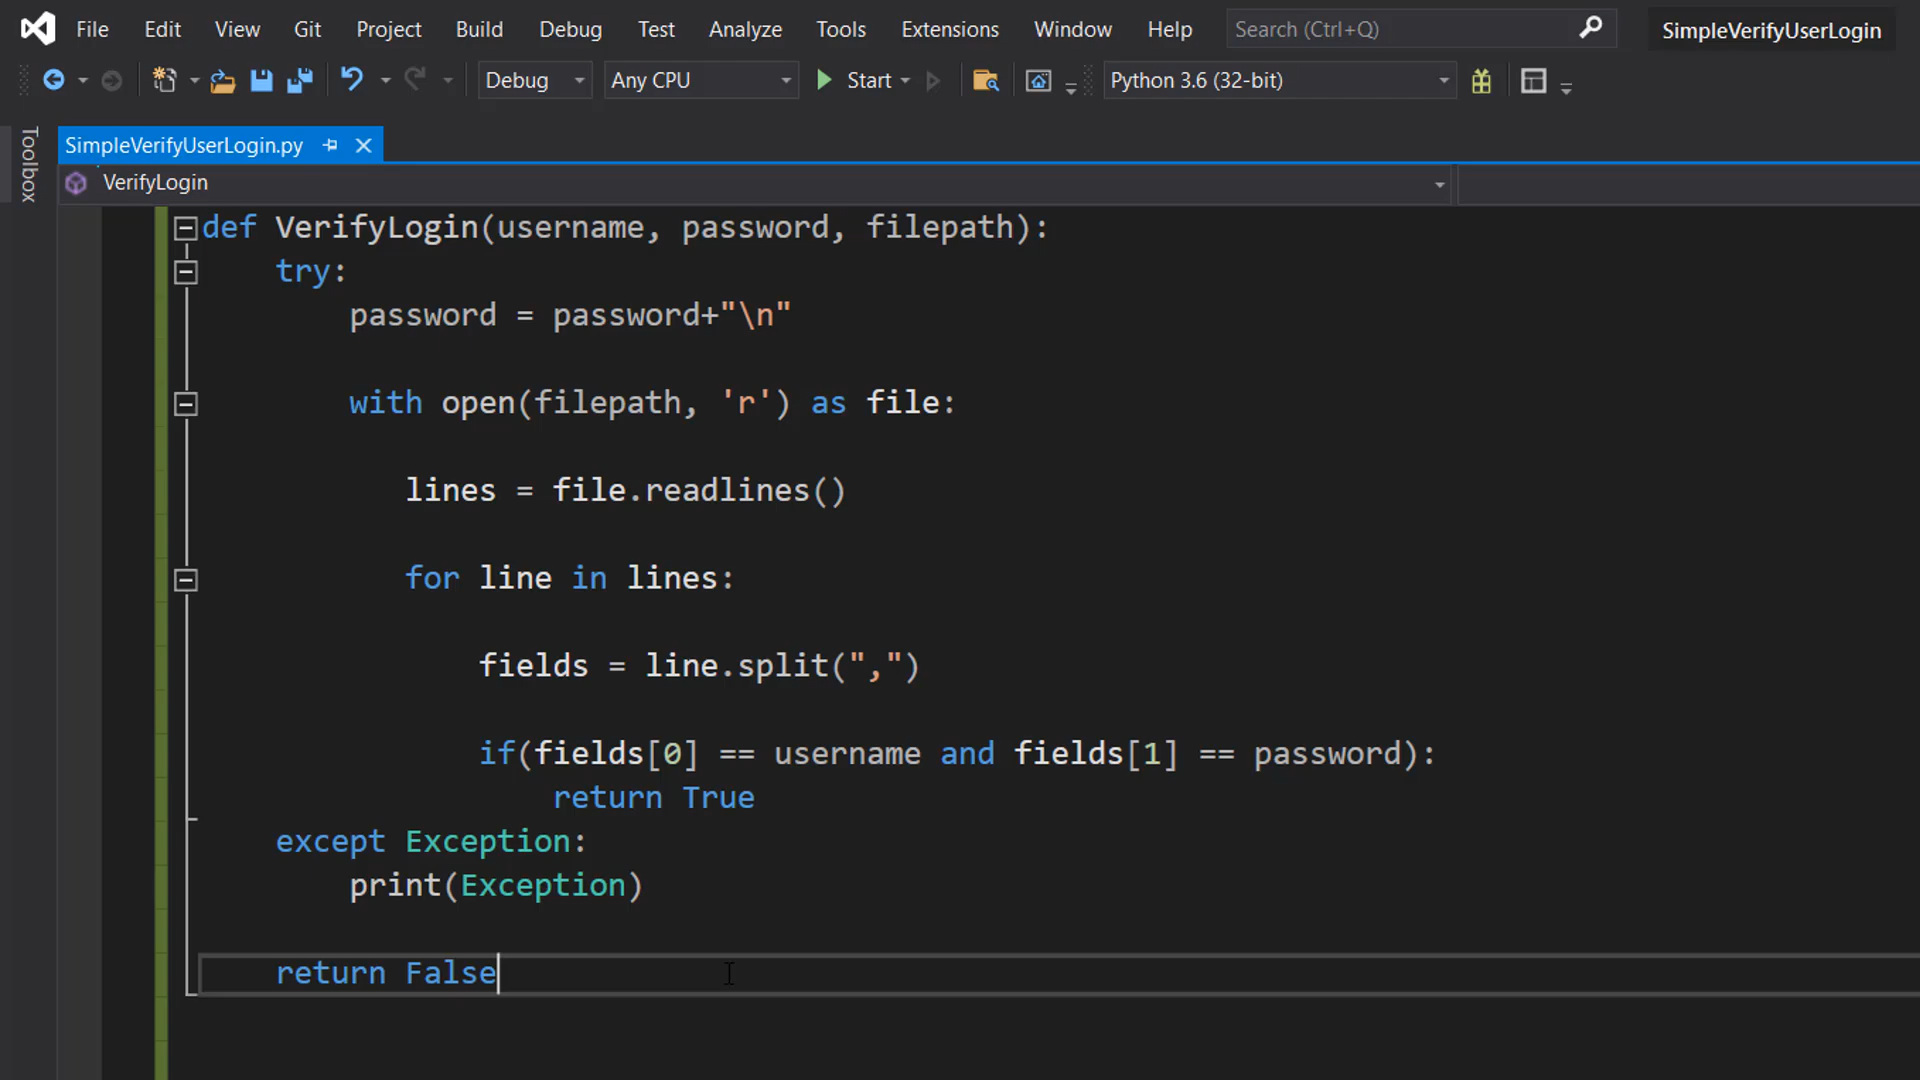 File Edit View Git Project Build Debug Test Analyze Tools Extensions Window Help Search (Ctrl+Q) SimpleVerifyUserLogin
Debug Any CPU Start Python 3.6 (32-bit)
Toolbox
SimpleVerifyUserLogin.py
VerifyLogin
def VerifyLogin(username, password, filepath):
    try:
        password = password+"\n"
        with open(filepath, 'r') as file:
            lines = file.readlines()
            for line in lines:
                fields = line.split(",")
                if(fields[0] == username and fields[1] == password):
                    return True
    except Exception:
        print(Exception)
    return False